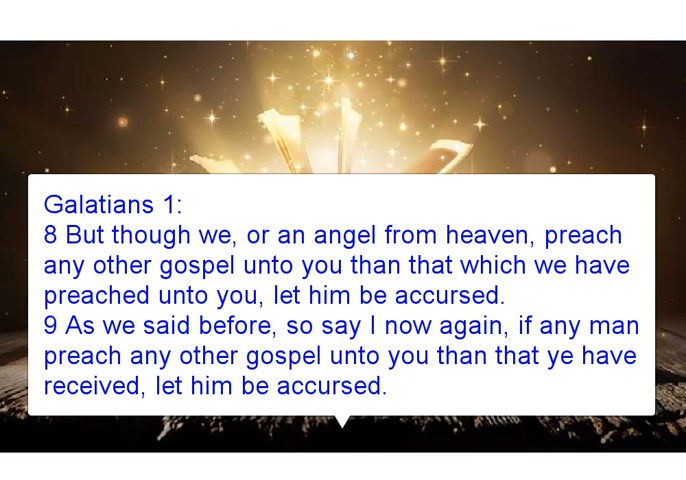 Galatians 1:
8 But though we, or an angel from heaven, preach
any other gospel unto you than that which we have
preached unto you, let him be accursed.
9 As we said before, so say I now again, if any man
preach any other gospel unto you than that ye have
received, let him be accursed.